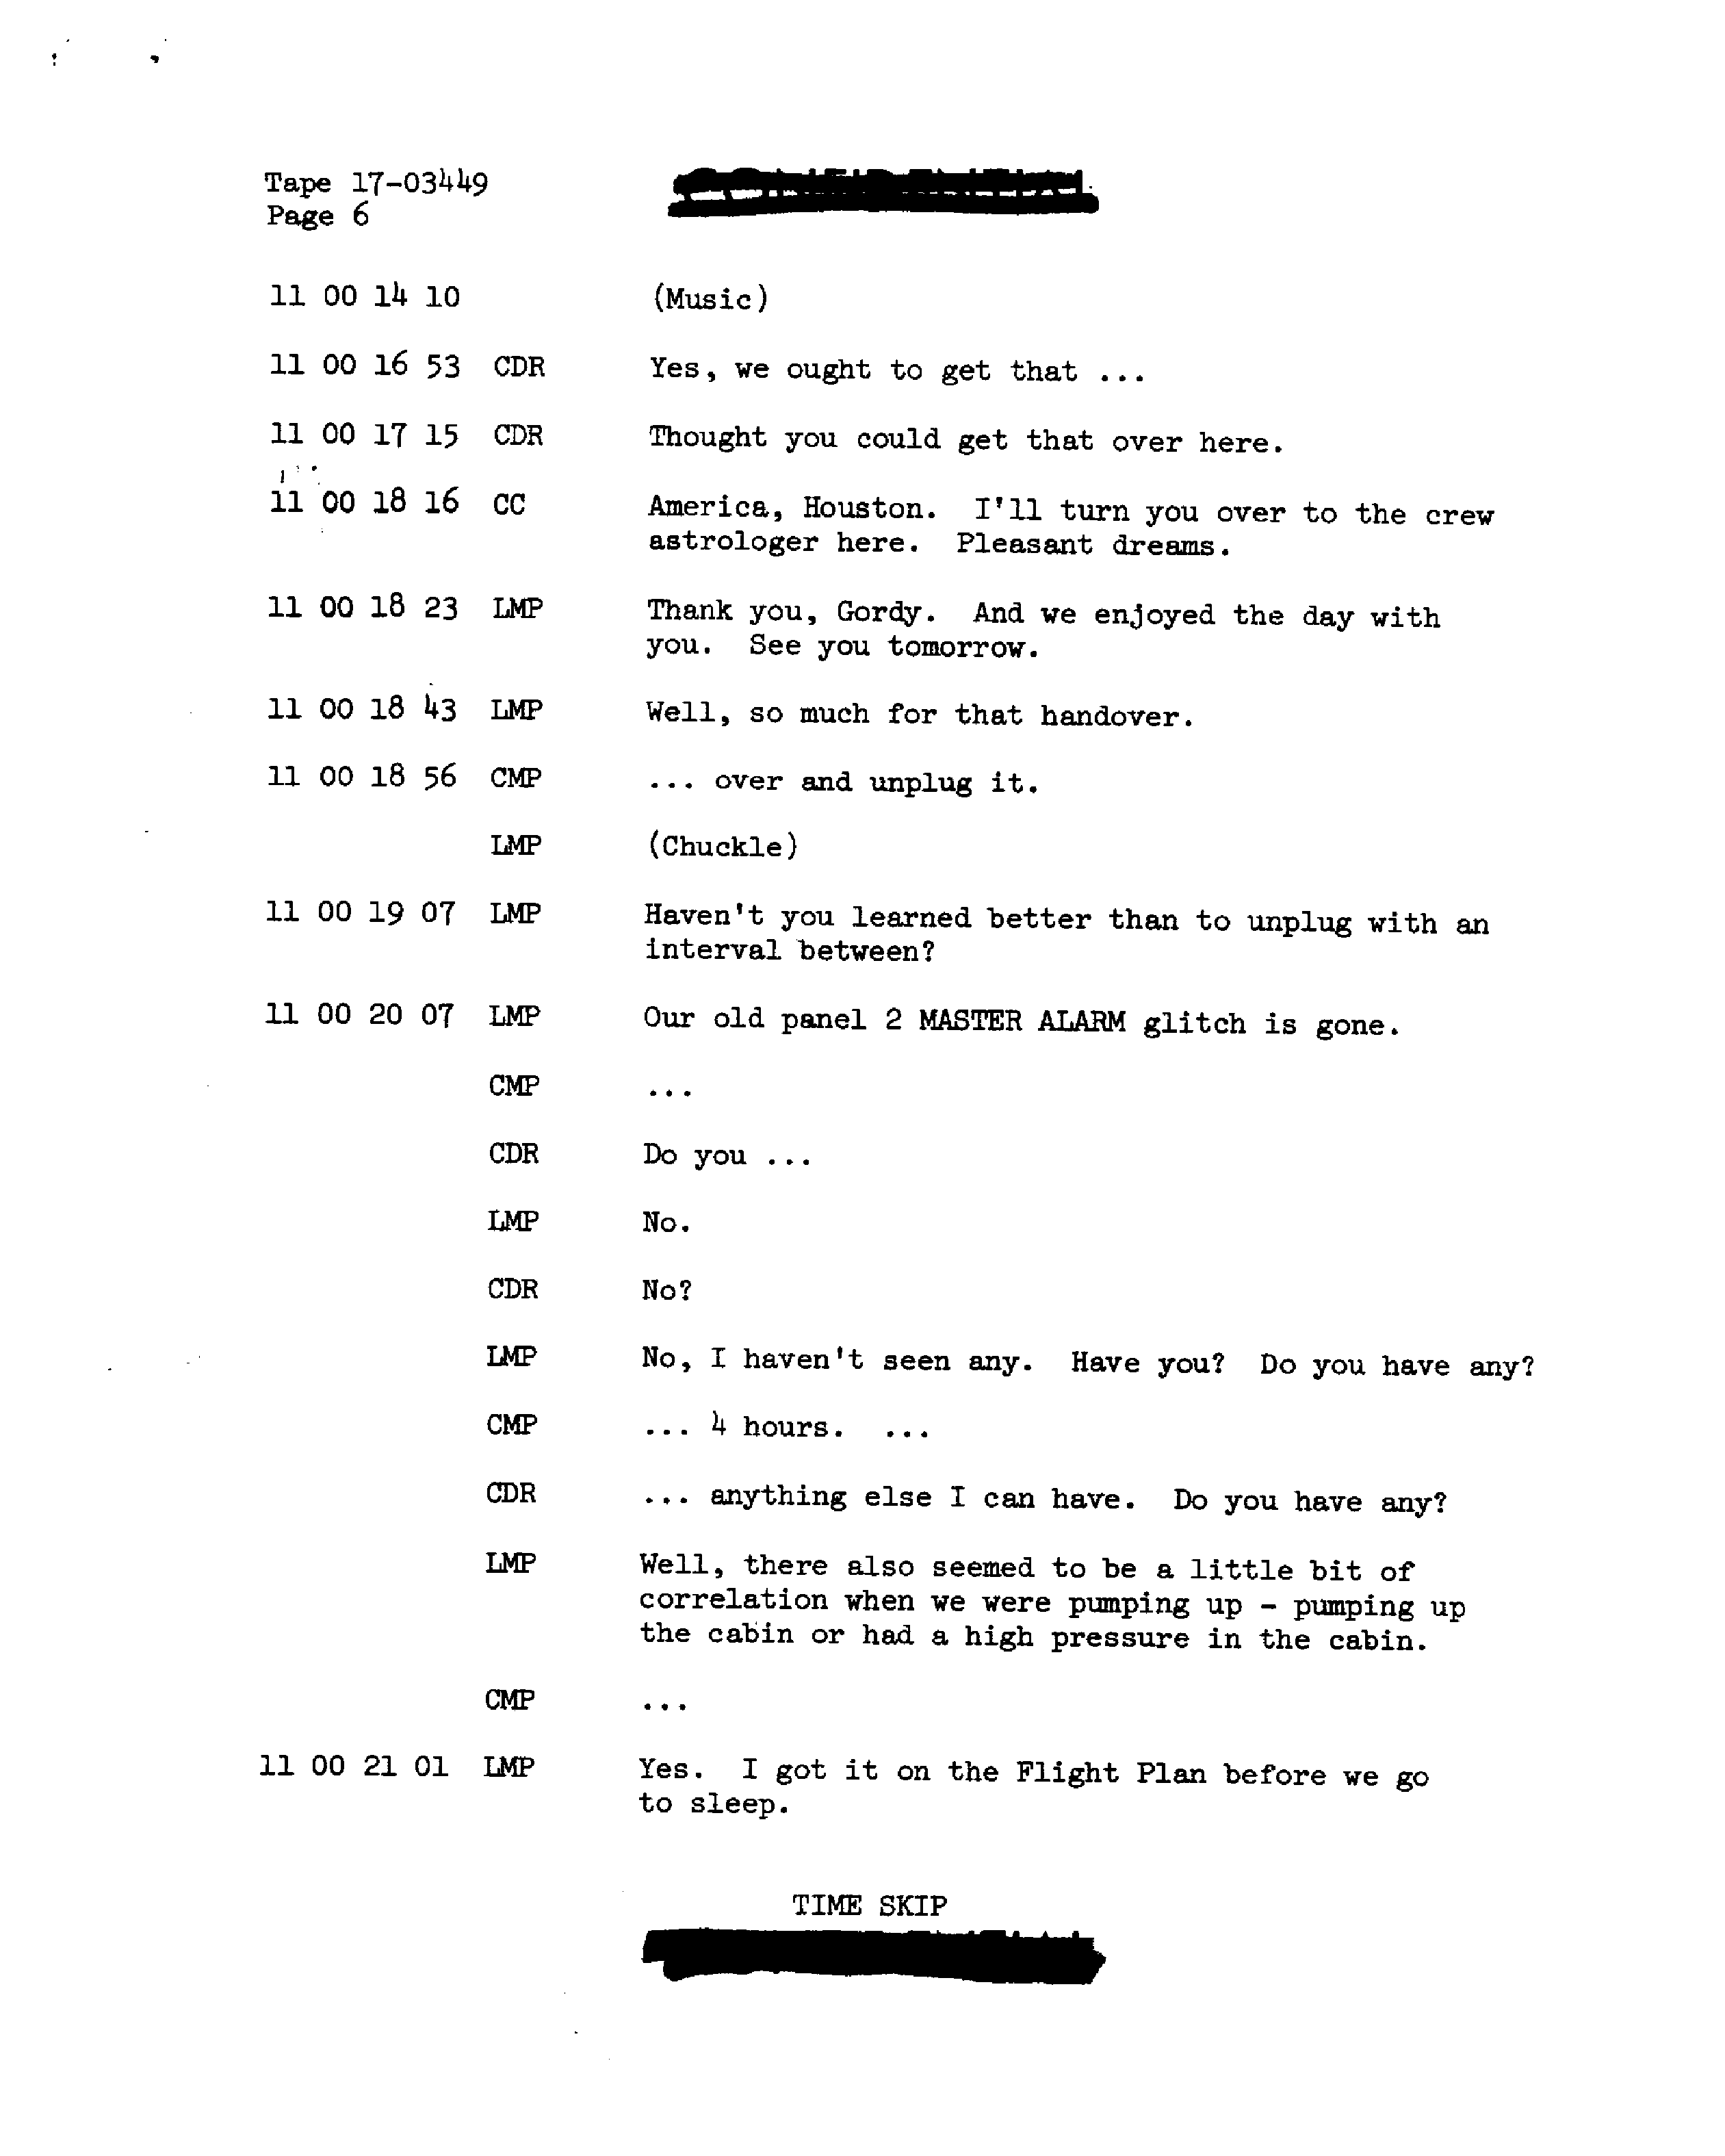 Tape 17-03449
Page 6
11 00 14 10 (Music)
11 00 16 53 CDR Yes, we ought to get that ...
11 00 17 15 CDR Thought you could get that over here.
11 00 18 16 CC America, Houston. I'll turn you over to the crew
astrologer here. Pleasant dreams.
11 00 18 23 LMP Thank you, Gordy. And we enjoyed the day with
you. See you tomorrow.
11 00 18 43 LMP Well, so much for that handover.
11 00 18 56 CMP ... over and unplug it.
LMP (Chuckle)
11 00 19 07 LMP Haven't you learned better than to unplug with an
interval between?
11 00 20 07 LMP Our old panel 2 MASTER ALARM glitch is gone.
CMP ...
CDR Do you ...
LMP No.
CDR No?
LMP No, I haven't seen any. Have you? Do you have any?
CMP ... 4 hours. ...
CDR ... anything else I can have. Do you have any?
LMP Well, there also seemed to be a little bit of
correlation when we were pumping up - pumping up
the cabin or had a high pressure in the cabin.
CMP ...
11 00 21 01 LMP Yes. I got it on the Flight Plan before we go
to sleep.
TIME SKIP